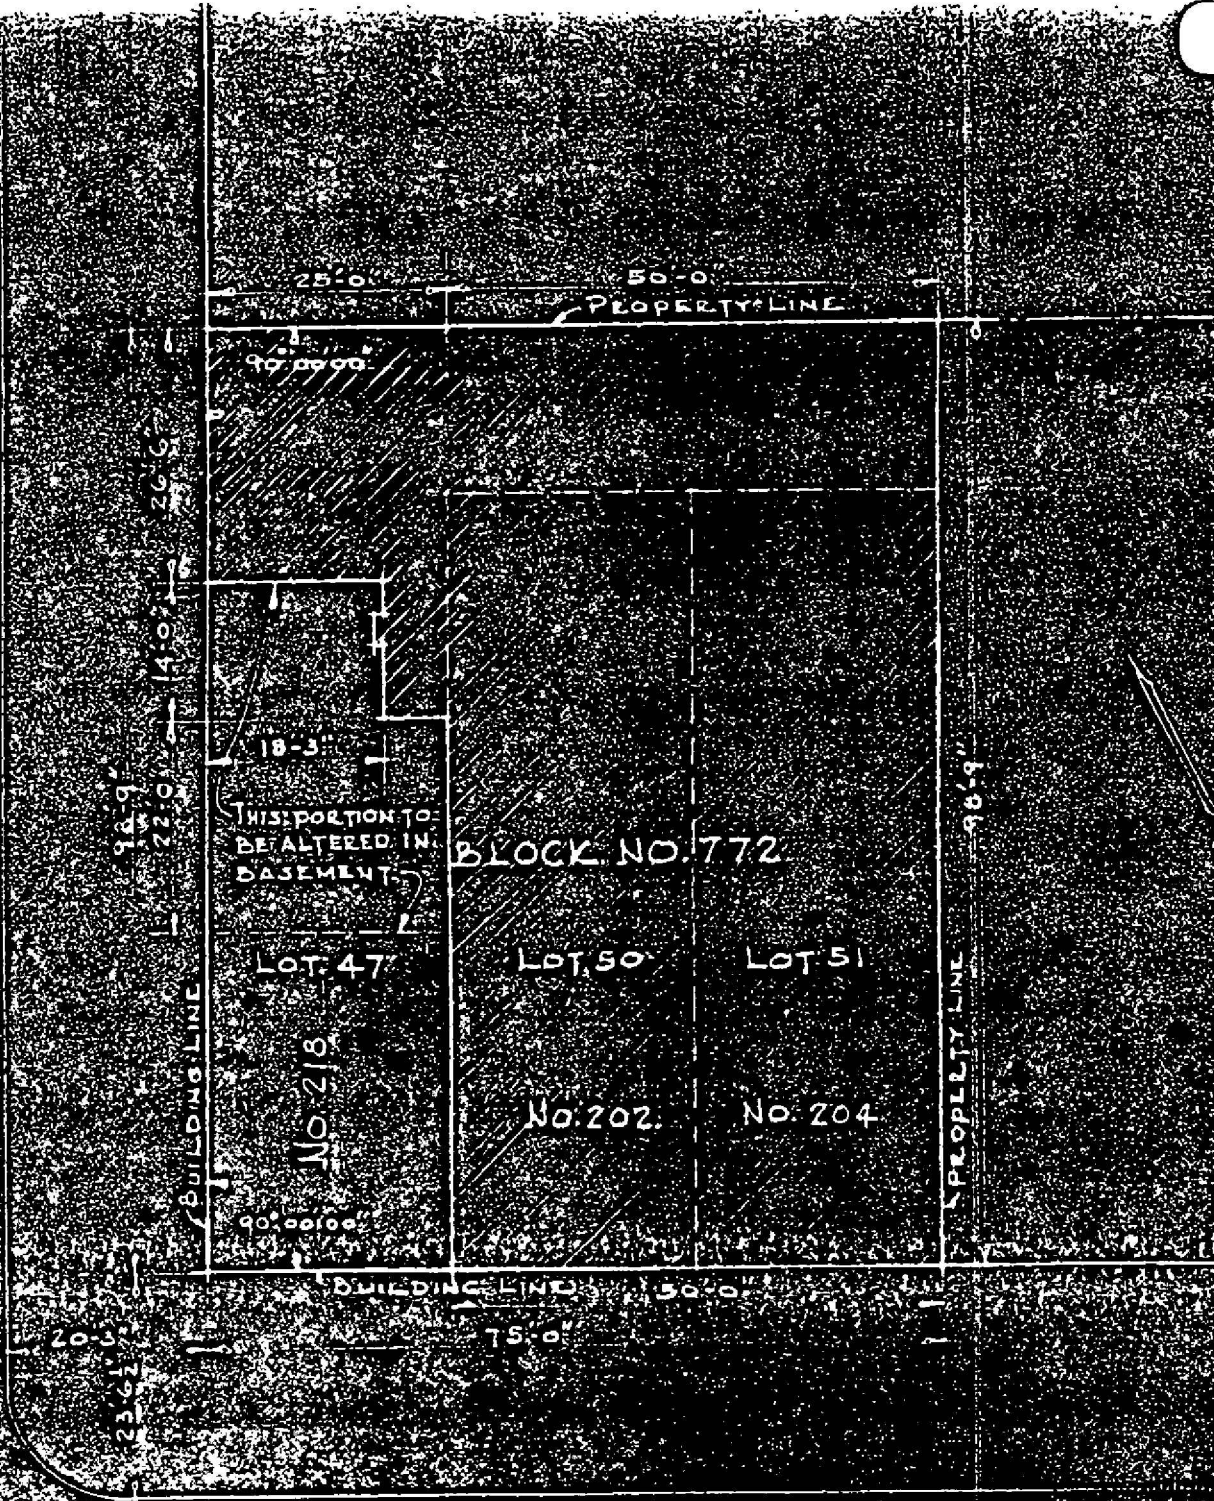 25'-0"
50'-0"
PROPERTY LINE
90°00'00"
26'-6"
14'-0"
18'-3"
22'-0"
98'-9"
98'-9"
THIS PORTION TO
BE ALTERED IN
BASEMENT
BLOCK NO. 772
LOT 47
LOT 50
LOT 51
NO. 218
NO. 202
NO. 204
BUILDING LINE
PROPERTY LINE
90°00'00"
BUILDING LINE
50'-0"
75'-0"
20'-3"